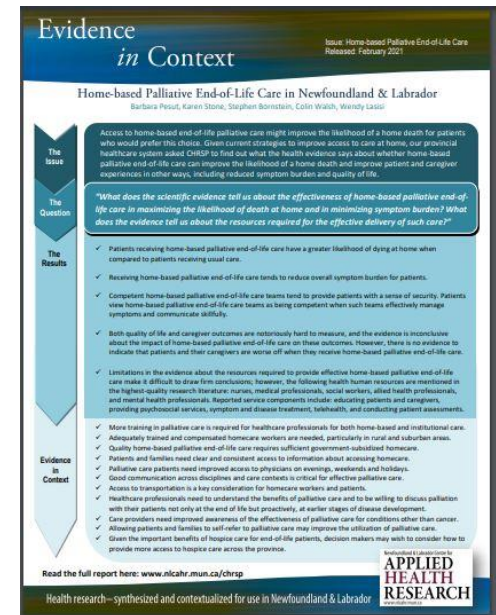 Evidence
in Context
Issue: Home-based Palliative End-of-Life Care
Released: February 2021
Home-based Palliative End-of-Life Care in Newfoundland & Labrador
Barbara Pesut, Karen Stone, Stephen Bornstein, Colin Walsh, Wendy Lasisi
The
Issue
Access to home-based end-of-life palliative care might improve the likelihood of a home death for patients
who would prefer this choice. Given current strategies to improve access to care at home, our provincial
healthcare system asked CHRSP to find out what the health evidence says about whether home-based
palliative end-of-life care can improve the likelihood of a home death and improve patient and caregiver
experiences in other ways, including reduced symptom burden and quality of life.
The
Question
"What does the scientific evidence tell us about the effectiveness of home-based palliative end-of-
life care in maximizing the likelihood of death at home and in minimizing symptom burden? What
does the evidence tell us about the resources required for the effective delivery of such care?"
The
Results
✓ Patients receiving home-based palliative end-of-life care have a greater likelihood of dying at home when
compared to patients receiving usual care.
✓ Receiving home-based palliative end-of-life care tends to reduce overall symptom burden for patients.
✓ Competent home-based palliative end-of-life care teams tend to provide patients with a sense of security. Patients
view home-based palliative end-of-life care teams as being competent when such teams effectively manage
symptoms and communicate skillfully.
✓ Both quality of life and caregiver outcomes are notoriously hard to measure, and the evidence is inconclusive
about the impact of home-based palliative end-of-life care on these outcomes. However, there is no evidence to
indicate that patients and their caregivers are worse off when they receive home-based palliative end-of-life care.
✓ Limitations in the evidence about the resources required to provide effective home-based palliative end-of-life
care make it difficult to draw firm conclusions; however, the following health human resources are mentioned in
the highest-quality research literature: nurses, medical professionals, social workers, allied health professionals,
and mental health professionals. Reported service components include: educating patients and caregivers,
providing psychosocial services, symptom and disease treatment, telehealth, and conducting patient assessments.
Evidence
in
Context
✓ More training in palliative care is required for healthcare professionals for both home-based and institutional care.
✓ Adequately trained and compensated homecare workers are needed, particularly in rural and suburban areas.
✓ Quality home-based palliative end-of-life care requires sufficient government-subsidized homecare.
✓ Patients and families need clear and consistent access to information about accessing homecare.
✓ Palliative care patients need improved access to physicians on evenings, weekends and holidays.
✓ Good communication across disciplines and care contexts is critical for effective palliative care.
✓ Access to transportation is a key consideration for homecare workers and patients.
✓ Healthcare professionals need to understand the benefits of palliative care and to be willing to discuss palliation
with their patients not only at the end of life but proactively, at earlier stages of disease development.
✓ Care providers need improved awareness of the effectiveness of palliative care for conditions other than cancer.
✓ Allowing patients and families to self-refer to palliative care may improve the utilization of palliative care.
✓ Given the important benefits of hospice care for end-of-life patients, decision makers may wish to consider how to
provide more access to hospice care across the province.
Read the full report here: www.nlcahr.mun.ca/chrsp
Newfoundland & Labrador Centre for
APPLIED
HEALTH
RESEARCH
www.nlcahr.mun.ca
Health research—synthesized and contextualized for use in Newfoundland & Labrador